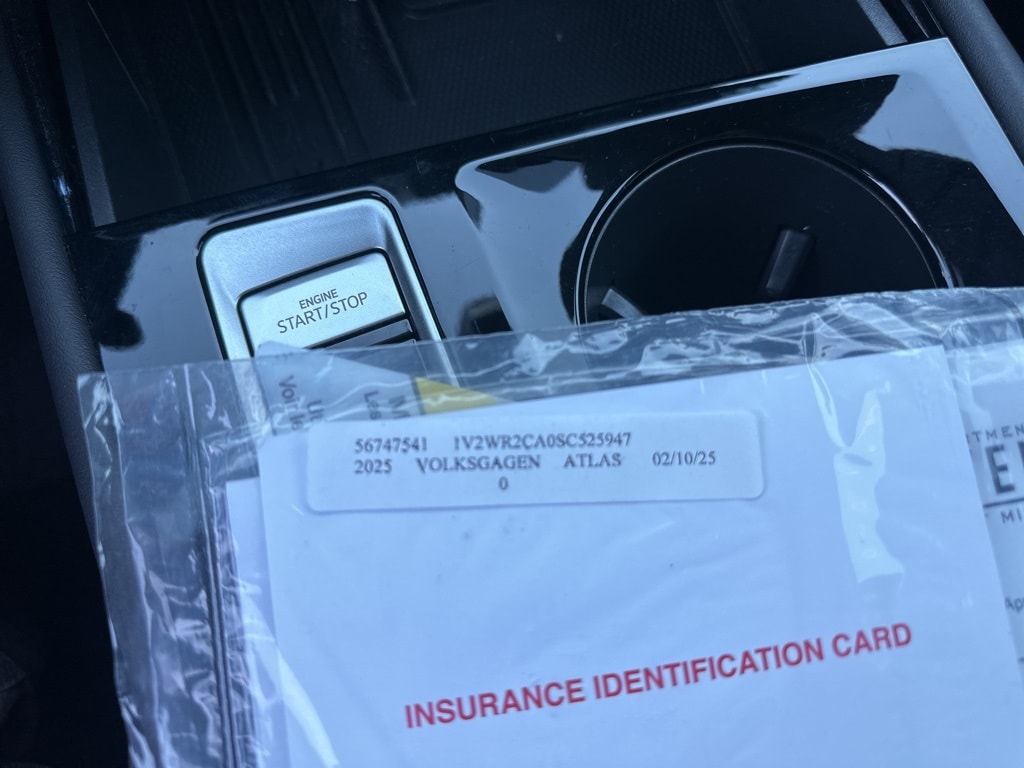 ENGINE
START/STOP
56747541 1V2WR2CA0SC525947
2025 VOLKSGAGEN ATLAS 02/10/25
0
INSURANCE IDENTIFICATION CARD